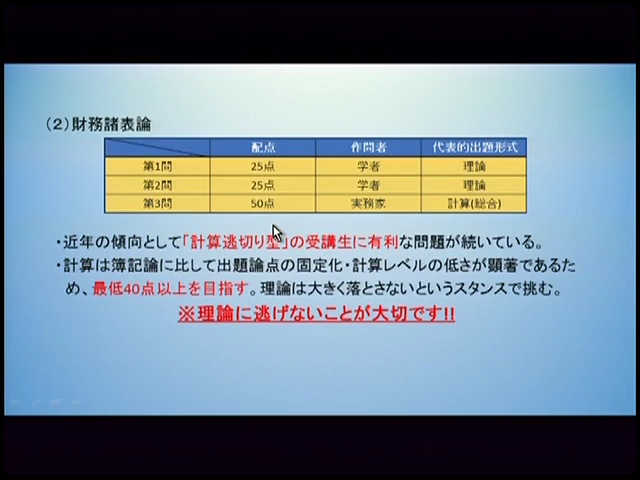 （２）財務諸表論
配点 作問者 代表的出題形式
第1問 25点 学者 理論
第2問 25点 学者 理論
第3問 50点 実務家 計算(総合)
・近年の傾向として「計算逃切り型」の受講生に有利な問題が続いている。
・計算は簿記論に比して出題論点の固定化・計算レベルの低さが顕著であるた
め、最低40点以上を目指す。理論は大きく落とさないというスタンスで挑む。
※理論に逃げないことが大切です!!